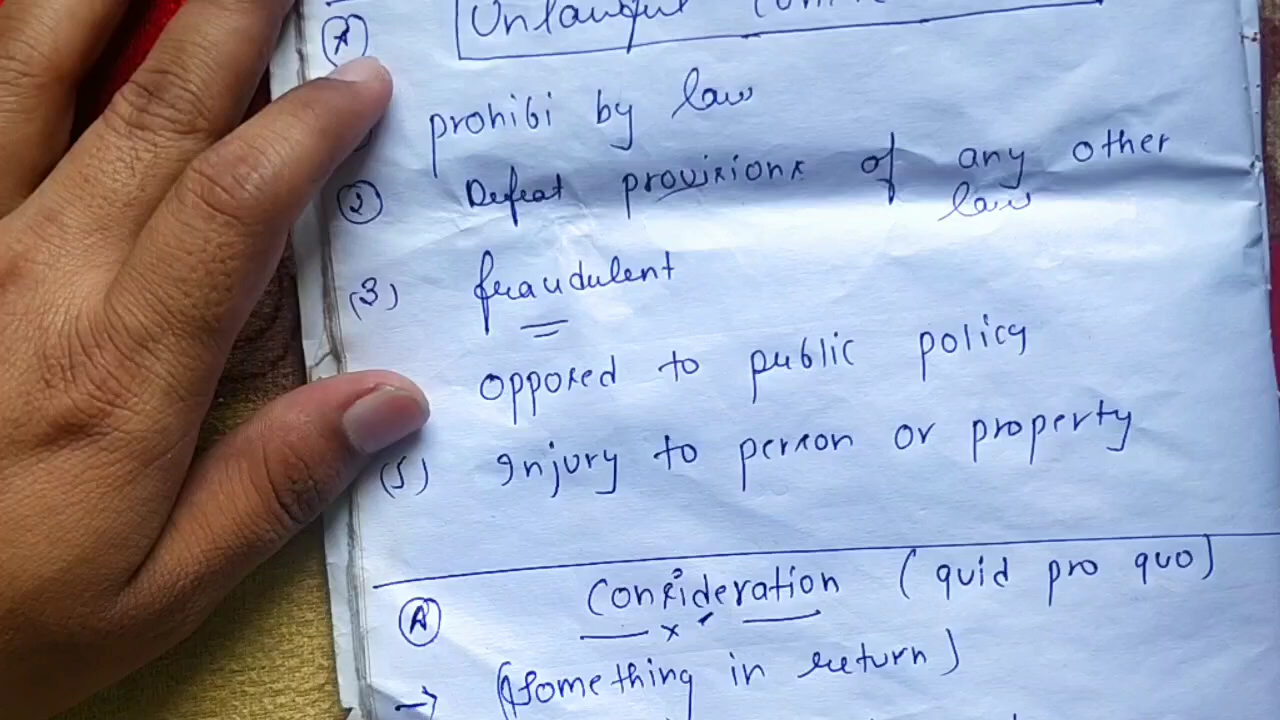 (A) Unlawful
prohibi by law
(2) Defeat provisions of any other
law
(3) fraudulent
opposed to public policy
(5) Injury to person or property
(A) Consideration (quid pro quo)
→ (something in return)